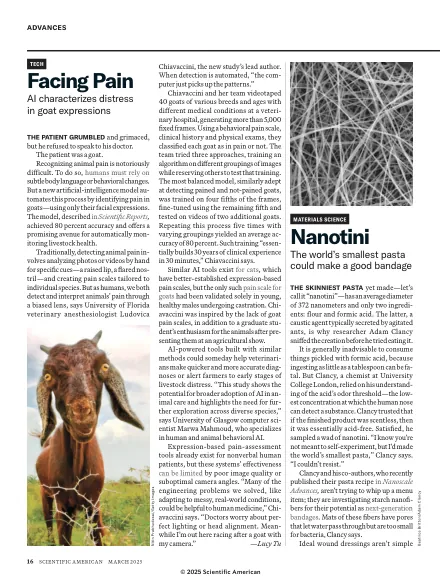 ADVANCES
TECH
Facing Pain
AI characterizes distress
in goat expressions
THE PATIENT GRUMBLED and grimaced,
but he refused to speak to his doctor.
The patient was a goat.
Recognizing animal pain is notoriously
difficult. To do so, humans must rely on
subtle body language or behavioral changes.
But a new artificial-intelligence model au-
tomates this process by identifying pain in
goats—using only their facial expressions.
The model, described in Scientific Reports,
achieved 80 percent accuracy and offers a
promising avenue for automatically mon-
itoring livestock health.
Traditionally, detecting animal pain in-
volves analyzing photos or videos by hand
for specific cues—a raised lip, a flared nos-
tril—and creating pain scales tailored to
individual species. But as humans, we both
detect and interpret animals' pain through
a biased lens, says University of Florida
veterinary anesthesiologist Ludovica
Chiavaccini, the new study's lead author.
When detection is automated, "the com-
puter just picks up the patterns."
Chiavaccini and her team videotaped
40 goats of various breeds and ages with
different medical conditions at a veteri-
nary hospital, generating more than 5,000
fixed frames. Using a behavioral pain scale,
clinical history and physical exams, they
classified each goat as in pain or not. The
team tried three approaches, training an
algorithm on different groupings of images
while reserving others to test that training.
The most balanced model, similarly adept
at detecting pained and not-pained goats,
was trained on four fifths of the frames,
fine-tuned using the remaining fifth and
tested on videos of two additional goats.
Repeating this process five times with
varying groupings yielded an average ac-
curacy of 80 percent. Such training "essen-
tially builds 30 years of clinical experience
in 30 minutes," Chiavaccini says.
Similar AI tools exist for cats, which
have better-established expression-based
pain scales, but the only such pain scale for
goats had been validated solely in young,
healthy males undergoing castration. Chi-
avaccini was inspired by the lack of goat
pain scales, in addition to a graduate stu-
dent's enthusiasm for the animals after pre-
senting them at an agricultural show.
AI-powered tools built with similar
methods could someday help veterinari-
ans make quicker and more accurate diag-
noses or alert farmers to early stages of
livestock distress. "This study shows the
potential for broader adoption of AI in an-
imal care and highlights the need for fur-
ther exploration across diverse species,"
says University of Glasgow computer sci-
entist Marwa Mahmoud, who specializes
in human and animal behavioral AI.
Expression-based pain-assessment
tools already exist for nonverbal human
patients, but these systems' effectiveness
can be limited by poor image quality or
suboptimal camera angles. "Many of the
engineering problems we solved, like
adapting to messy, real-world conditions,
could be helpful to human medicine," Chi-
avaccini says. "Doctors worry about per-
fect lighting or head alignment. Mean-
while I'm out here racing after a goat with
my camera." —Lucy Tu
MATERIALS SCIENCE
Nanotini
The world's smallest pasta
could make a good bandage
THE SKINNIEST PASTA yet made—let's
call it "nanotini"—has an average diameter
of 372 nanometers and only two ingredi-
ents: flour and formic acid. The latter, a
caustic agent typically secreted by agitated
ants, is why researcher Adam Clancy
sniffed the creation before he tried eating it.
It is generally inadvisable to consume
things pickled with formic acid, because
ingesting as little as a tablespoon can be fa-
tal. But Clancy, a chemist at University
College London, relied on his understand-
ing of the acid's odor threshold—the low-
est concentration at which the human nose
can detect a substance. Clancy trusted that
if the finished product was scentless, then
it was essentially acid-free. Satisfied, he
sampled a wad of nanotini. "I know you're
not meant to self-experiment, but I'd made
the world's smallest pasta," Clancy says.
"I couldn't resist."
Clancy and his co-authors, who recently
published their pasta recipe in Nanoscale
Advances, aren't trying to whip up a menu
item; they are investigating starch nanofi-
bers for their potential as next-generation
bandages. Mats of these fibers have pores
that let water pass through but are too small
for bacteria, Clancy says.
Ideal wound dressings aren't simple
16 SCIENTIFIC AMERICAN MARCH 2025
© 2025 Scientific American